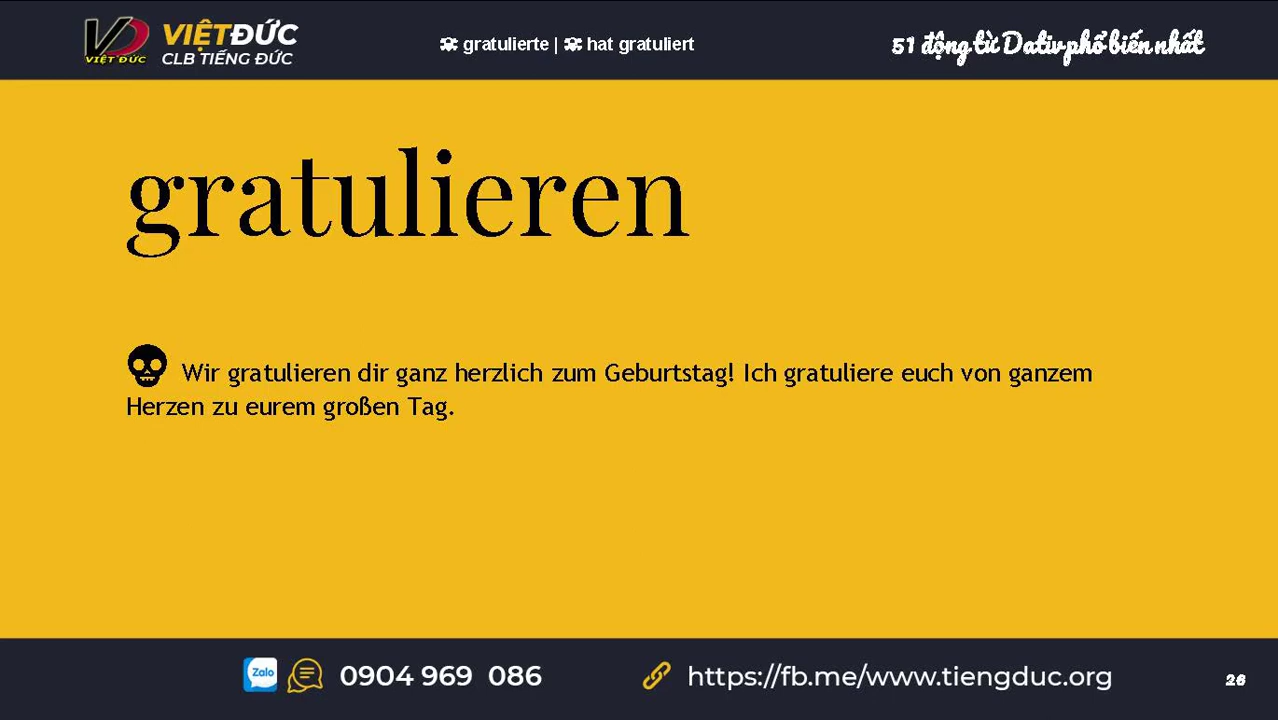 VIỆT ĐỨC
VIỆTĐỨC
CLB TIẾNG ĐỨC
gratulierte | hat gratuliert
51 động từ Dativ phổ biến nhất
gratulieren
Wir gratulieren dir ganz herzlich zum Geburtstag! Ich gratuliere euch von ganzem
Herzen zu eurem großen Tag.
Zalo
0904 969 086
https://fb.me/www.tiengduc.org
26